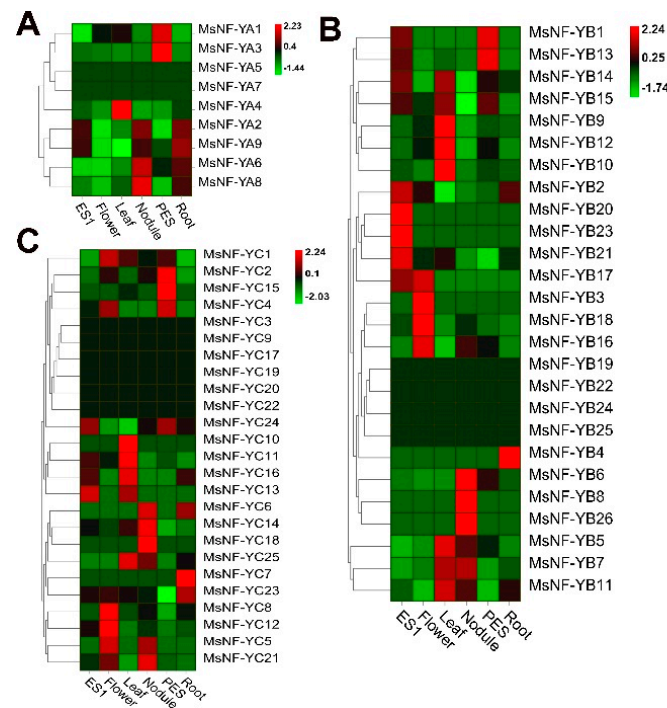 A
2.23
0.4
-1.44
MsNF-YA1
MsNF-YA3
MsNF-YA5
MsNF-YA7
MsNF-YA4
MsNF-YA2
MsNF-YA9
MsNF-YA6
MsNF-YA8
ES1
Flower
Leaf
Nodule
PES
Root
B
2.24
0.25
-1.74
MsNF-YB1
MsNF-YB13
MsNF-YB14
MsNF-YB15
MsNF-YB9
MsNF-YB12
MsNF-YB10
MsNF-YB2
MsNF-YB20
MsNF-YB23
MsNF-YB21
MsNF-YB17
MsNF-YB3
MsNF-YB18
MsNF-YB16
MsNF-YB19
MsNF-YB22
MsNF-YB24
MsNF-YB25
MsNF-YB4
MsNF-YB6
MsNF-YB8
MsNF-YB26
MsNF-YB5
MsNF-YB7
MsNF-YB11
ES1
Flower
Leaf
Nodule
PES
Root
C
2.24
0.1
-2.03
MsNF-YC1
MsNF-YC2
MsNF-YC15
MsNF-YC4
MsNF-YC3
MsNF-YC9
MsNF-YC17
MsNF-YC19
MsNF-YC20
MsNF-YC22
MsNF-YC24
MsNF-YC10
MsNF-YC11
MsNF-YC16
MsNF-YC13
MsNF-YC6
MsNF-YC14
MsNF-YC18
MsNF-YC25
MsNF-YC7
MsNF-YC23
MsNF-YC8
MsNF-YC12
MsNF-YC5
MsNF-YC21
ES1
Flower
Leaf
Nodule
PES
Root